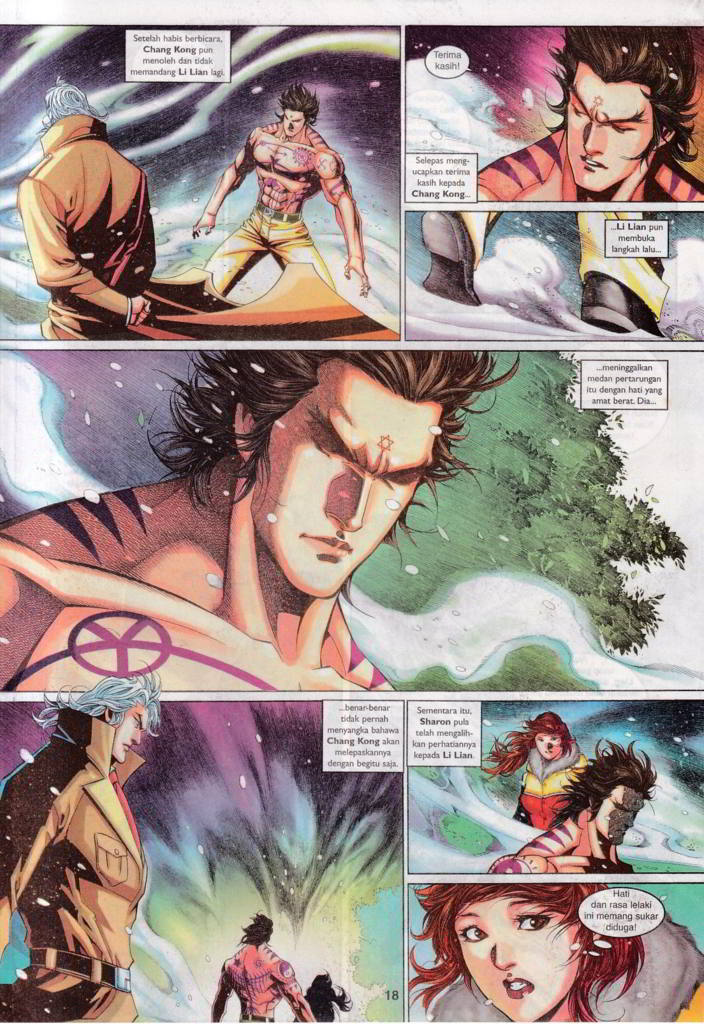 Setelah habis berbicara,
Chang Kong pun
menoleh dan tidak
memandang Li Lian lagi.
Terima
kasih!
Selepas meng-
ucapkan terima
kasih kepada
Chang Kong...
...Li Lian pun
membuka
langkah lalu...
...meninggalkan
medan pertarungan
itu dengan hati yang
amat berat. Dia...
...benar-benar
tidak pernah
menyangka bahawa
Chang Kong akan
melepaskannya
dengan begitu saja.
Sementara itu,
Sharon pula
telah mengalih-
kan perhatiannya
kepada Li Lian.
Hati
dan rasa lelaki
ini memang sukar
diduga!
18